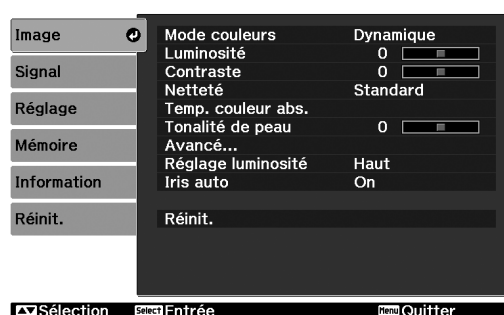 Image
Signal
Réglage
Mémoire
Information
Réinit.
Mode couleurs Dynamique
Luminosité 0
Contraste 0
Netteté Standard
Temp. couleur abs.
Tonalité de peau 0
Avancé...
Réglage luminosité Haut
Iris auto On
Réinit.
Sélection Select Entrée Menu Quitter